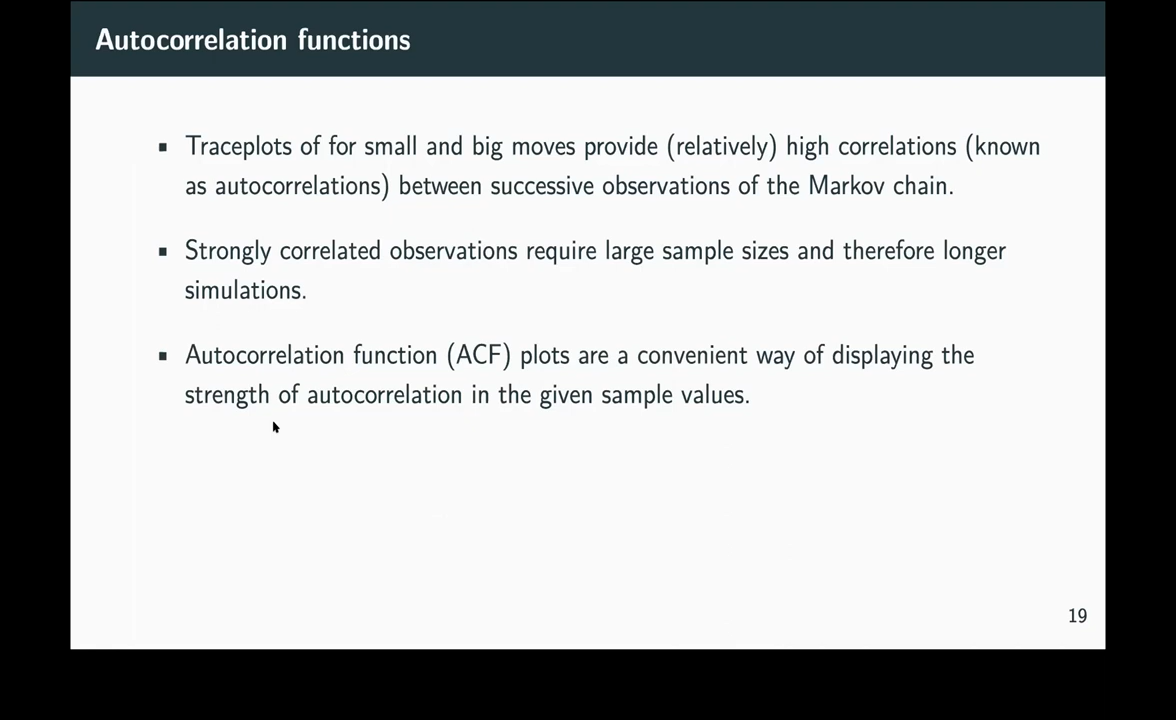 Autocorrelation functions
▪ Traceplots of for small and big moves provide (relatively) high correlations (known
as autocorrelations) between successive observations of the Markov chain.
▪ Strongly correlated observations require large sample sizes and therefore longer
simulations.
▪ Autocorrelation function (ACF) plots are a convenient way of displaying the
strength of autocorrelation in the given sample values.
19